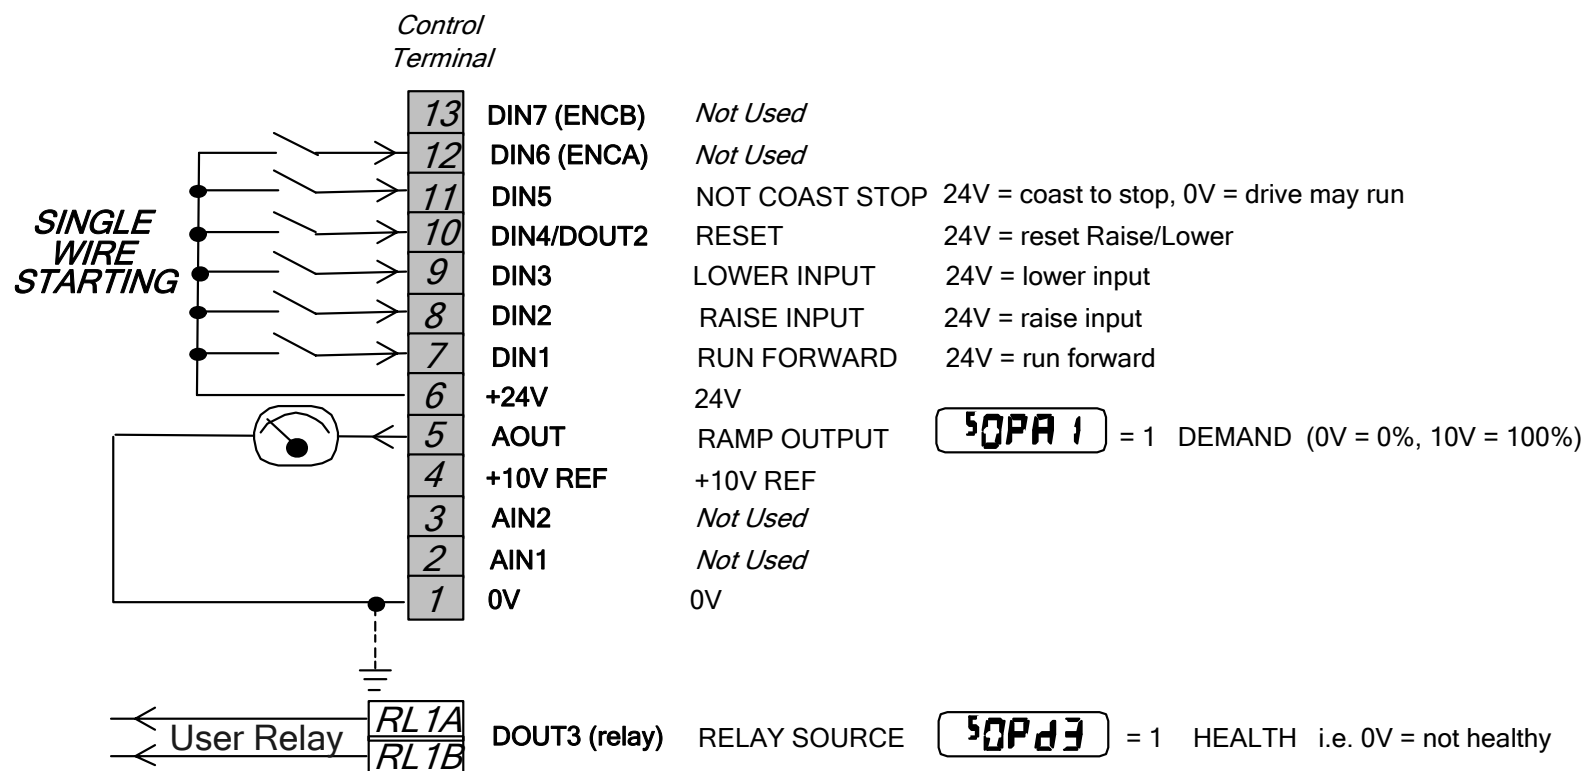 Control
Terminal
13 DIN7 (ENCB) Not Used
12 DIN6 (ENCA) Not Used
11 DIN5 NOT COAST STOP 24V = coast to stop, 0V = drive may run
10 DIN4/DOUT2 RESET 24V = reset Raise/Lower
9 DIN3 LOWER INPUT 24V = lower input
8 DIN2 RAISE INPUT 24V = raise input
7 DIN1 RUN FORWARD 24V = run forward
6 +24V 24V
5 AOUT RAMP OUTPUT SOPA1 = 1 DEMAND (0V = 0%, 10V = 100%)
4 +10V REF +10V REF
3 AIN2 Not Used
2 AIN1 Not Used
1 0V 0V
SINGLE
WIRE
STARTING
RL1A
RL1B
User Relay
DOUT3 (relay) RELAY SOURCE SOPd3 = 1 HEALTH i.e. 0V = not healthy